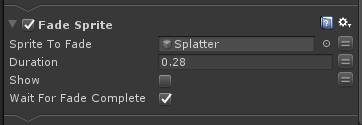 Fade Sprite
Sprite To Fade Splatter
Duration 0.28
Show
Wait For Fade Complete